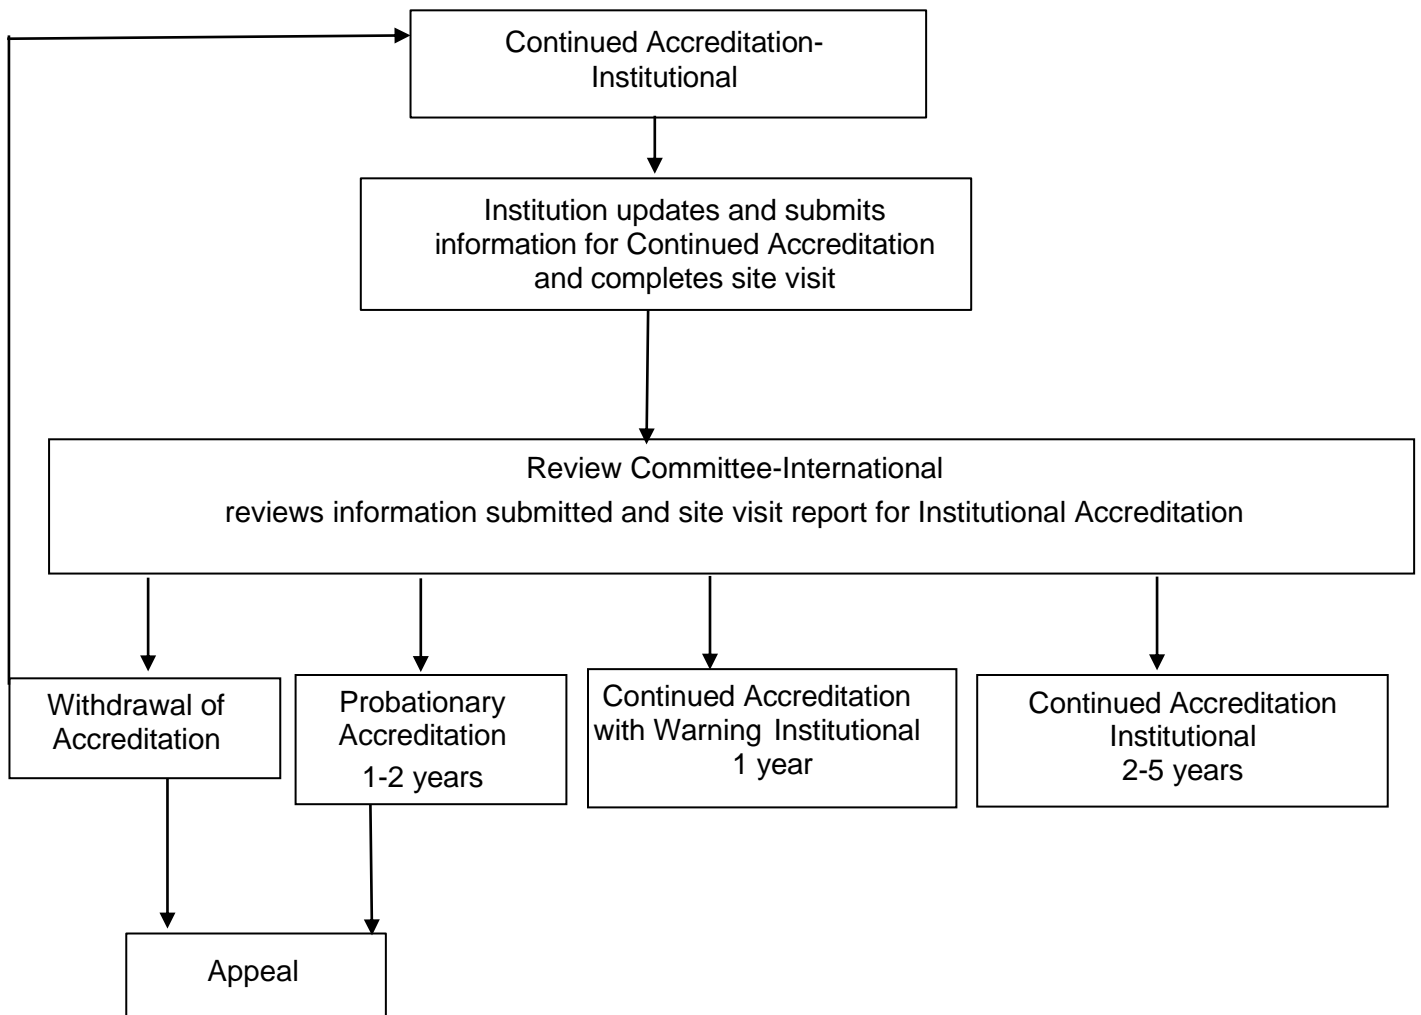 Continued Accreditation-
Institutional
Institution updates and submits
information for Continued Accreditation
and completes site visit
Review Committee-International
reviews information submitted and site visit report for Institutional Accreditation
Withdrawal of
Accreditation
Probationary
Accreditation
1-2 years
Continued Accreditation
with Warning Institutional
1 year
Continued Accreditation
Institutional
2-5 years
Appeal